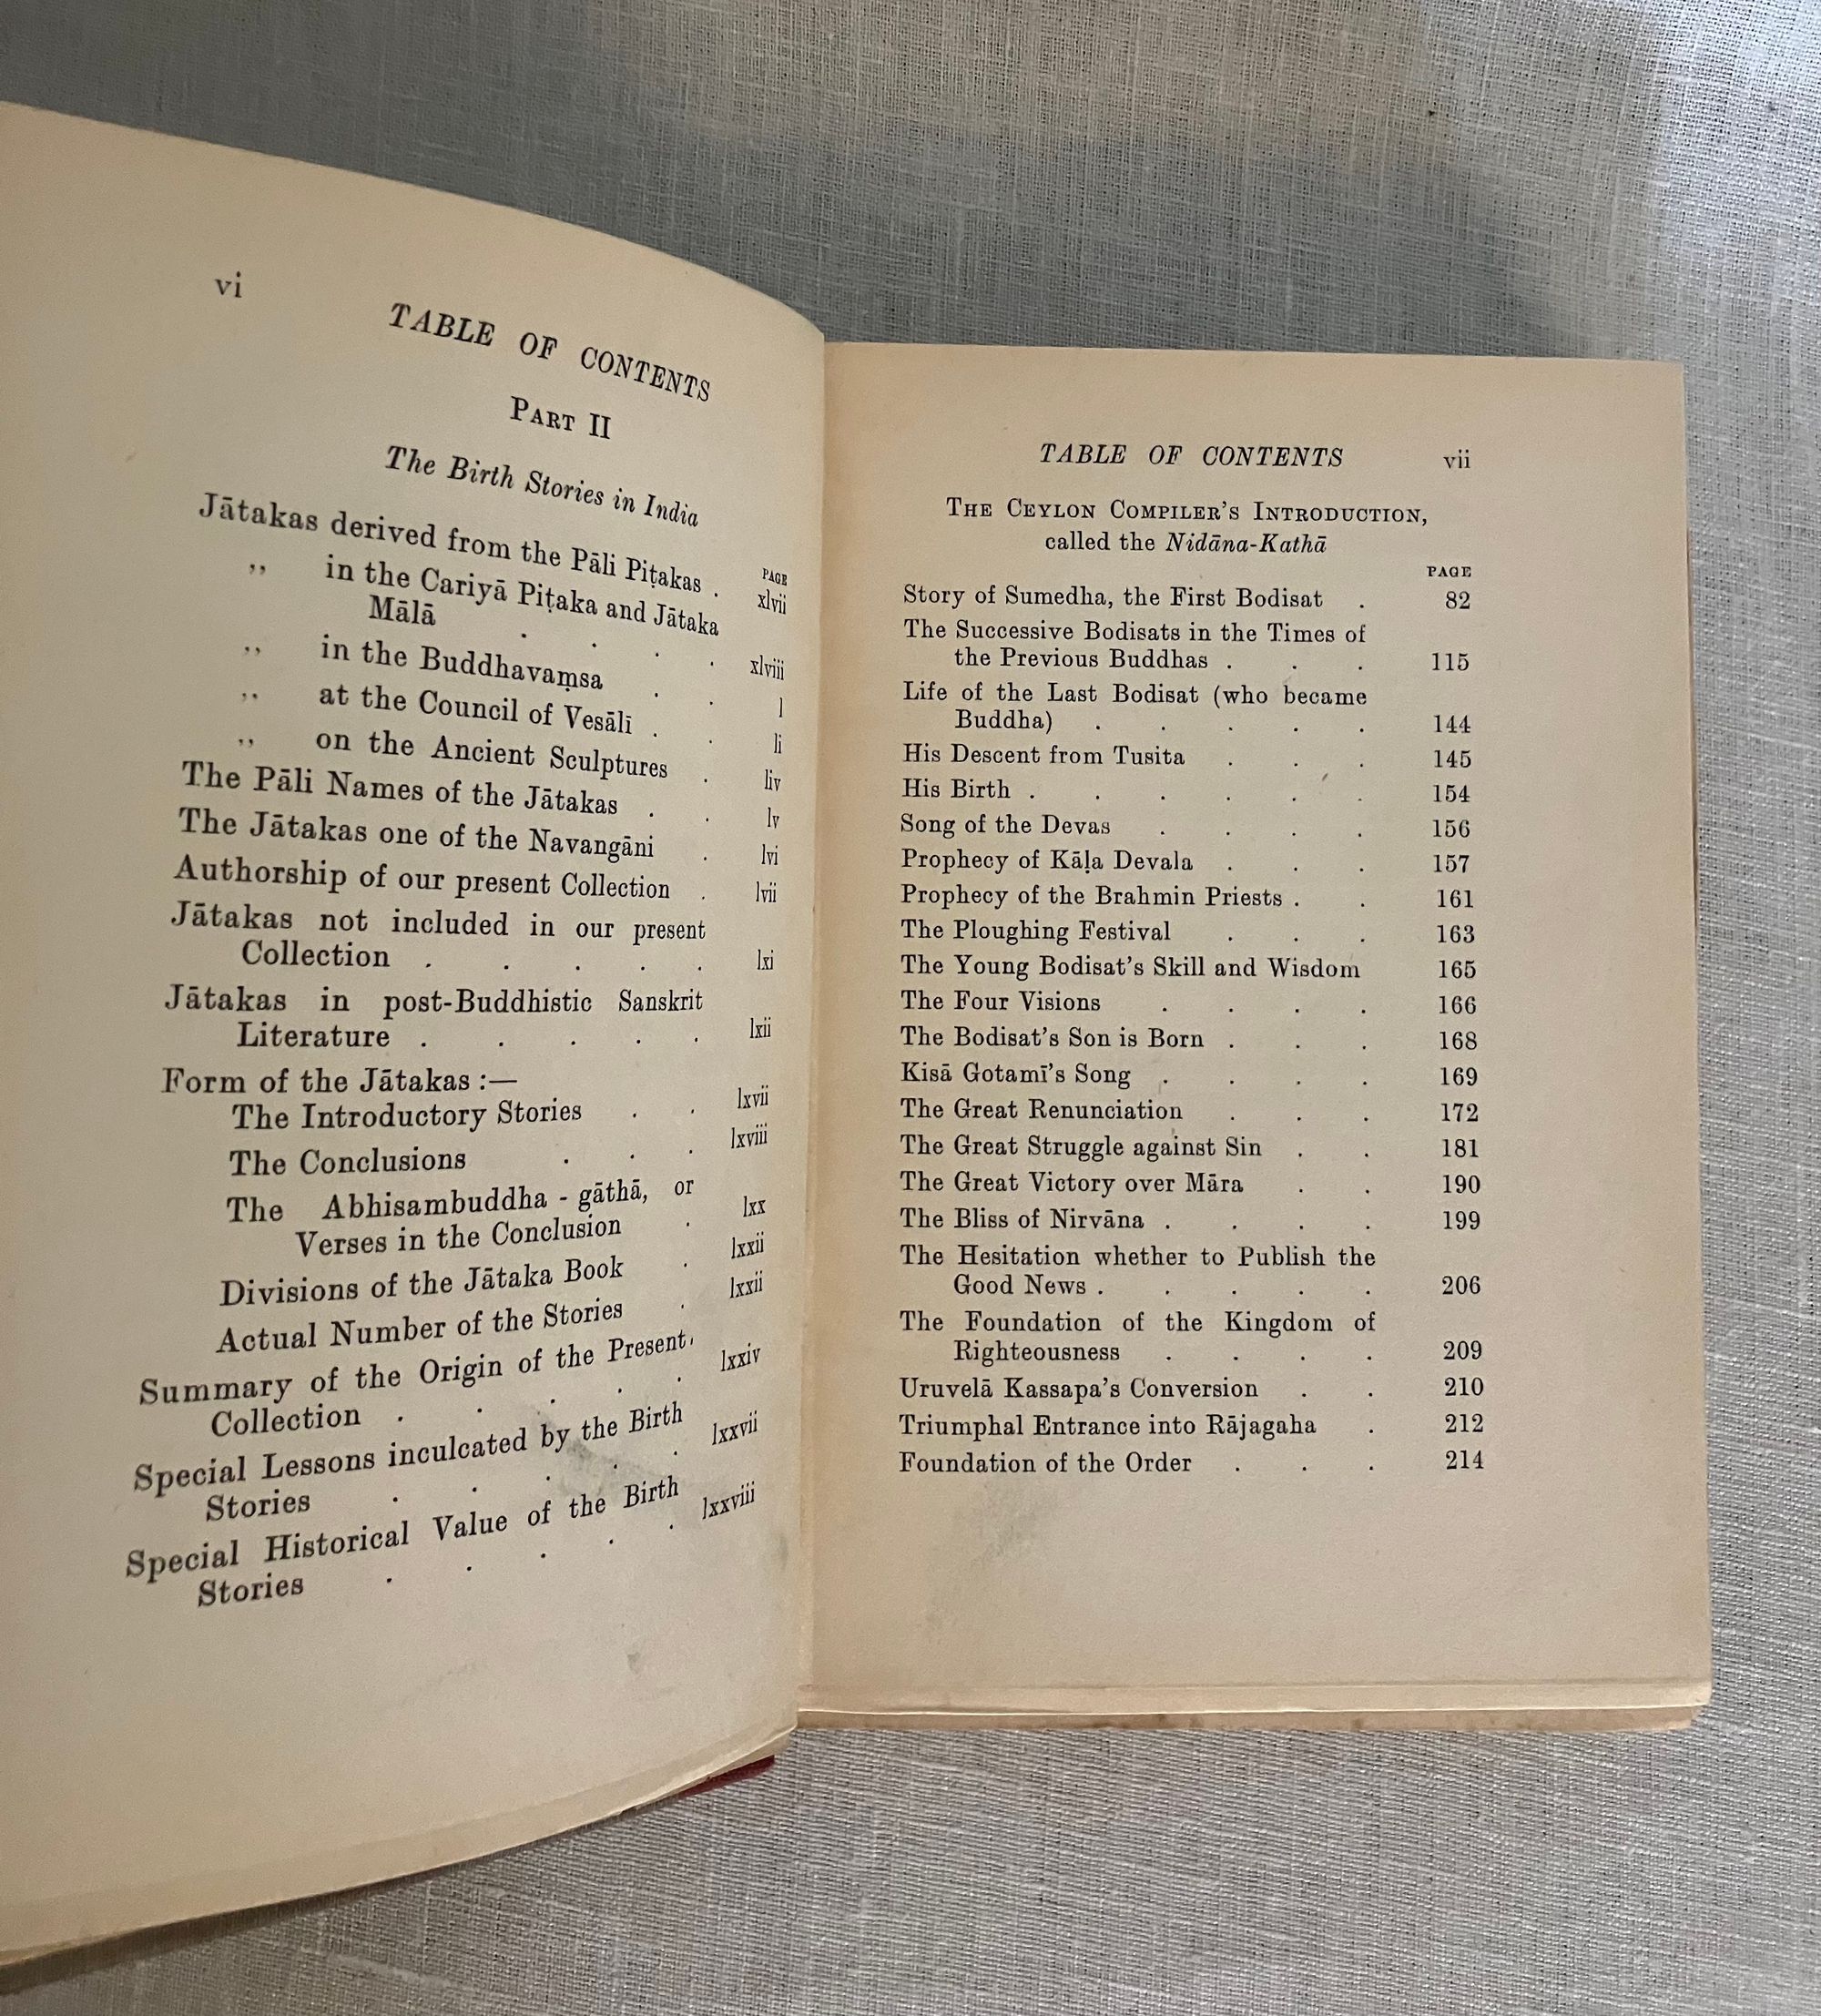 vi
TABLE OF CONTENTS
PART II
The Birth Stories in India
PAGE
Jātakas derived from the Pāli Piṭakas . xlvii
,, in the Cariyā Piṭaka and Jātaka
Mālā . . . . xlviii
,, in the Buddhavaṃsa . . l
,, at the Council of Vesālī . . li
,, on the Ancient Sculptures . liv
The Pāli Names of the Jātakas . . lv
The Jātakas one of the Navangāni . lvi
Authorship of our present Collection . lvii
Jātakas not included in our present
Collection . . . . . lxi
Jātakas in post-Buddhistic Sanskrit
Literature . . . . . lxii
Form of the Jātakas :—
The Introductory Stories . . lxvii
The Conclusions . . . lxviii
The Abhisambuddha - gāthā, or
Verses in the Conclusion . lxx
Divisions of the Jātaka Book . lxxii
Actual Number of the Stories . lxxii
Summary of the Origin of the Present
Collection . . . . . lxxiv
Special Lessons inculcated by the Birth
Stories . . . . . lxxvii
Special Historical Value of the Birth
Stories . . . . . lxxviii
TABLE OF CONTENTS vii
THE CEYLON COMPILER'S INTRODUCTION,
called the Nidāna-Kathā
PAGE
Story of Sumedha, the First Bodisat . 82
The Successive Bodisats in the Times of
the Previous Buddhas . . . 115
Life of the Last Bodisat (who became
Buddha) . . . . . 144
His Descent from Tusita . . . 145
His Birth . . . . . . 154
Song of the Devas . . . . 156
Prophecy of Kāḷa Devala . . . 157
Prophecy of the Brahmin Priests . . 161
The Ploughing Festival . . . 163
The Young Bodisat's Skill and Wisdom 165
The Four Visions . . . . 166
The Bodisat's Son is Born . . . 168
Kisā Gotamī's Song . . . . 169
The Great Renunciation . . . 172
The Great Struggle against Sin . . 181
The Great Victory over Māra . . 190
The Bliss of Nirvāna . . . . 199
The Hesitation whether to Publish the
Good News . . . . . 206
The Foundation of the Kingdom of
Righteousness . . . . 209
Uruvelā Kassapa's Conversion . . 210
Triumphal Entrance into Rājagaha . 212
Foundation of the Order . . . 214